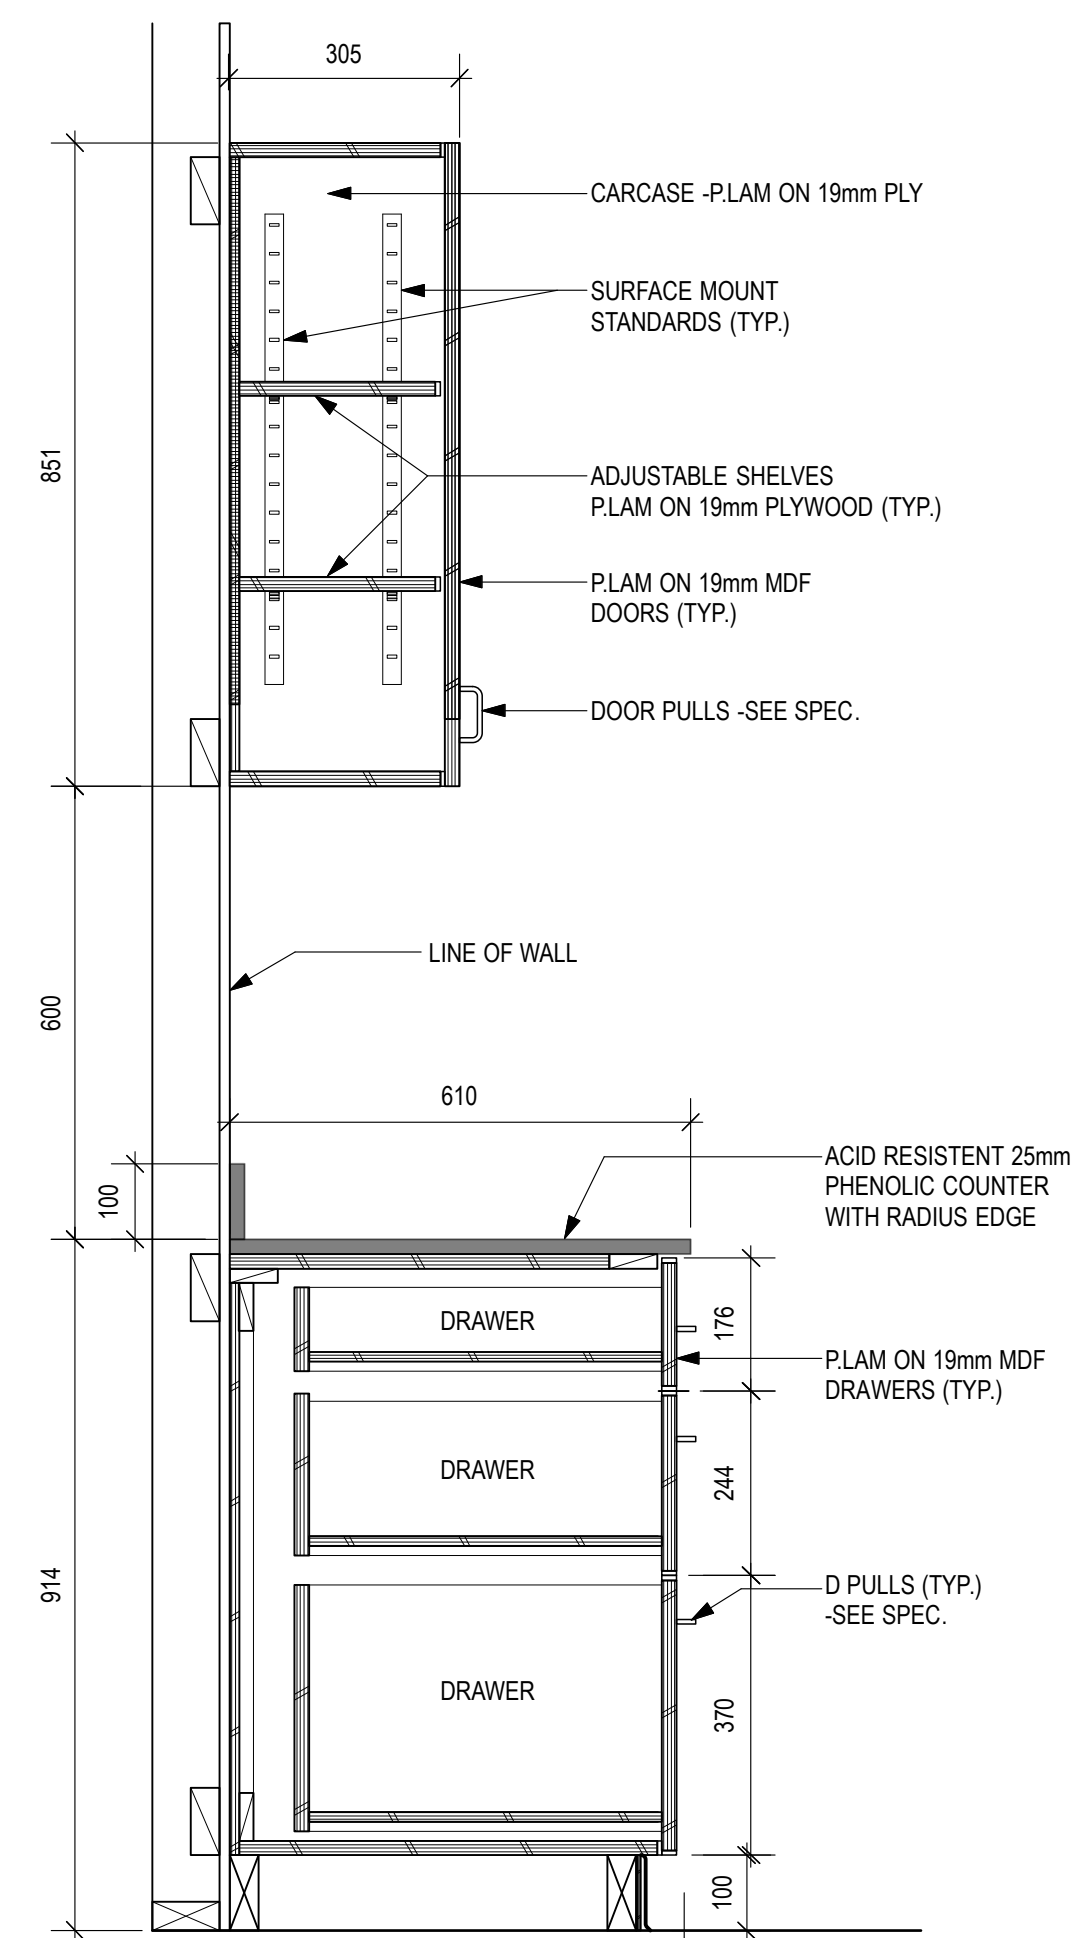 305
CARCASE -P.LAM ON 19mm PLY
SURFACE MOUNT
STANDARDS (TYP.)
851
ADJUSTABLE SHELVES
P.LAM ON 19mm PLYWOOD (TYP.)
P.LAM ON 19mm MDF
DOORS (TYP.)
DOOR PULLS -SEE SPEC.
LINE OF WALL
600
610
ACID RESISTENT 25mm
PHENOLIC COUNTER
WITH RADIUS EDGE
100
DRAWER
176
P.LAM ON 19mm MDF
DRAWERS (TYP.)
DRAWER
244
914
D PULLS (TYP.)
-SEE SPEC.
DRAWER
370
100